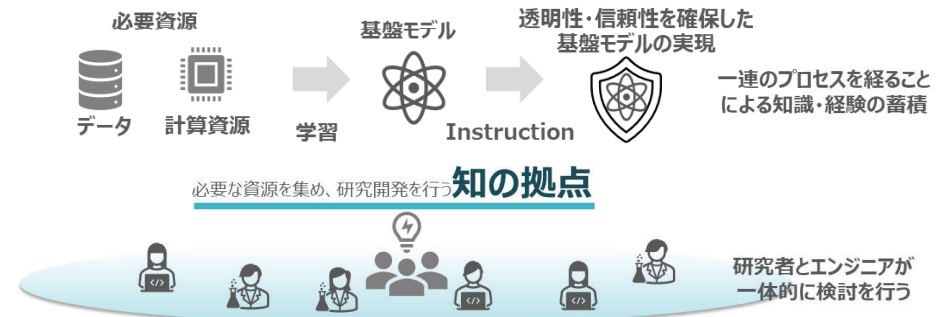 必要資源
データ
計算資源
学習
基盤モデル
Instruction
透明性・信頼性を確保した
基盤モデルの実現
一連のプロセスを経ること
による知識・経験の蓄積
必要な資源を集め、研究開発を行う知の拠点
</>
</>
</>
研究者とエンジニアが
一体的に検討を行う